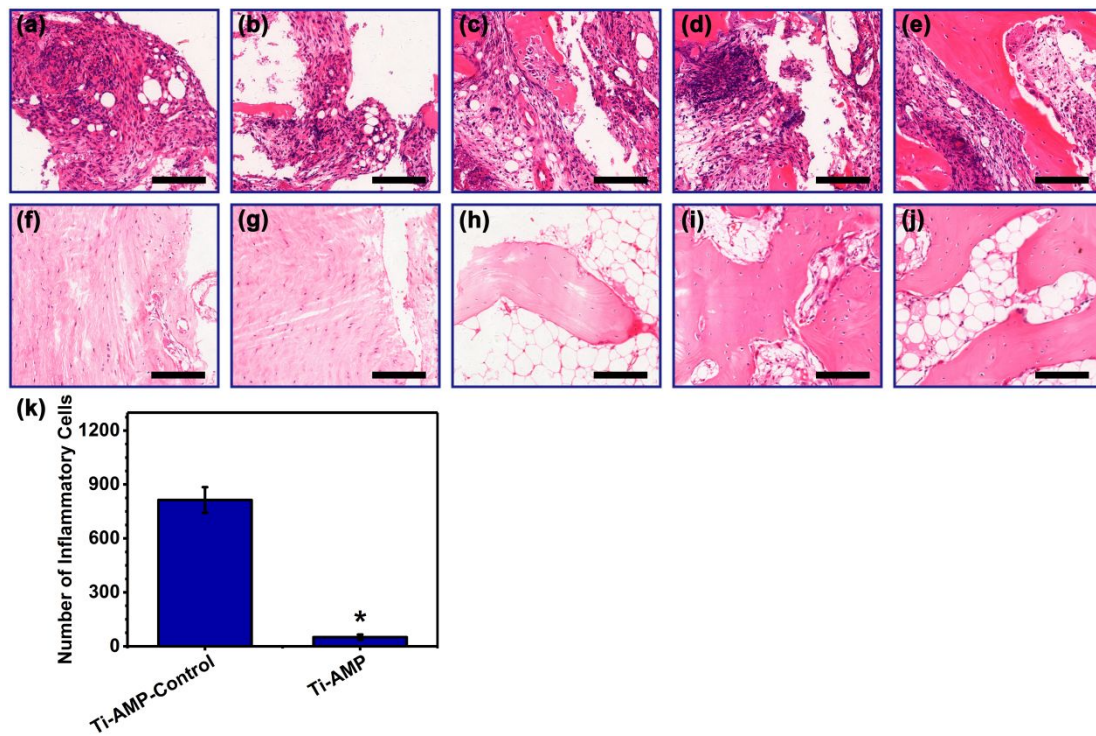 (a) (b) (c) (d) (e)
(f) (g) (h) (i) (j)
(k)
Number of Inflammatory Cells
1200
900
600
300
0
*
Ti-AMP-Control
Ti-AMP